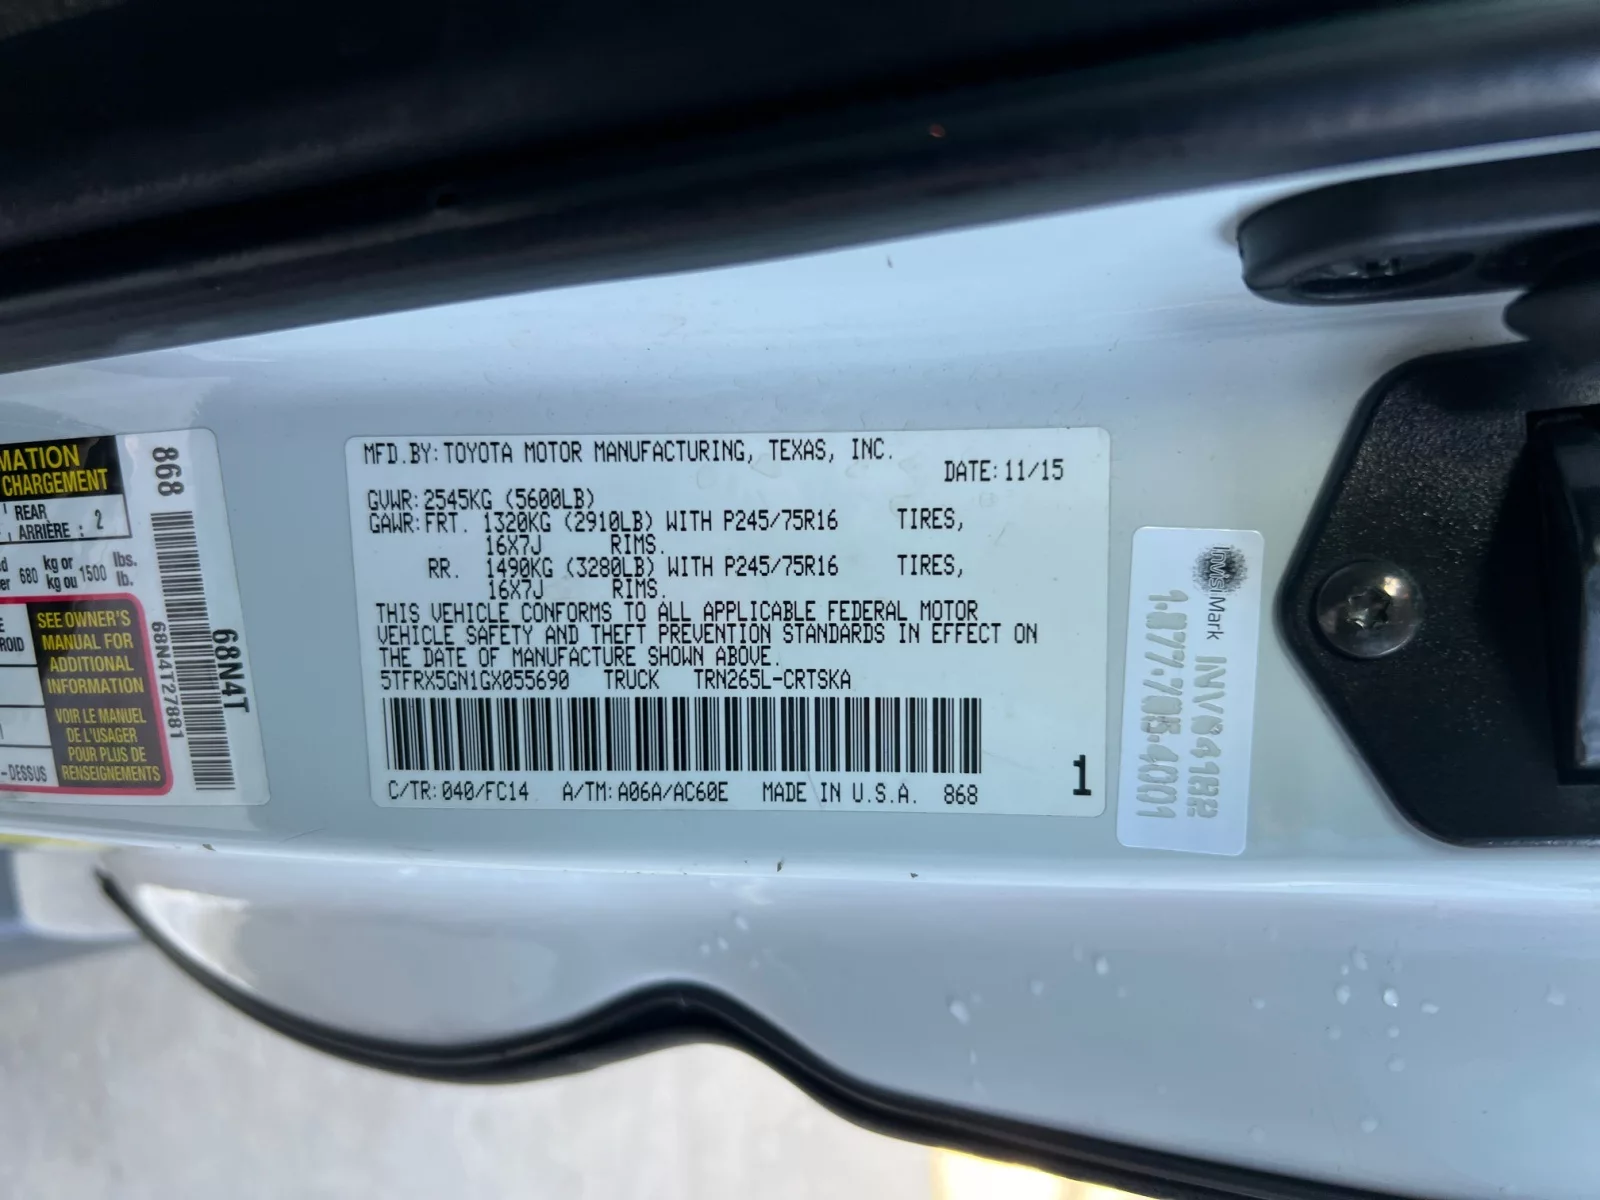 MATION
CHARGEMENT
REAR
ARRIÈRE : 2
680 kg or
kg ou 1500 lbs.
lb.
SEE OWNER'S
MANUAL FOR
ADDITIONAL
INFORMATION
VOIR LE MANUEL
DE L'USAGER
POUR PLUS DE
RENSEIGNEMENTS
-DESSUS
868
68N4T27881
68N4T
MFD.BY: TOYOTA MOTOR MANUFACTURING, TEXAS, INC.
DATE: 11/15
GVWR: 2545KG (5600LB)
GAWR: FRT. 1320KG (2910LB) WITH P245/75R16 TIRES,
16X7J RIMS.
RR. 1490KG (3280LB) WITH P245/75R16 TIRES,
16X7J RIMS.
THIS VEHICLE CONFORMS TO ALL APPLICABLE FEDERAL MOTOR
VEHICLE SAFETY AND THEFT PREVENTION STANDARDS IN EFFECT ON
THE DATE OF MANUFACTURE SHOWN ABOVE.
5TFRX5GN1GX055690 TRUCK TRN265L-CRTSKA
C/TR: 040/FC14 A/TM: A06A/AC60E MADE IN U.S.A. 868
1
InVisiMark
1-877-705-4001